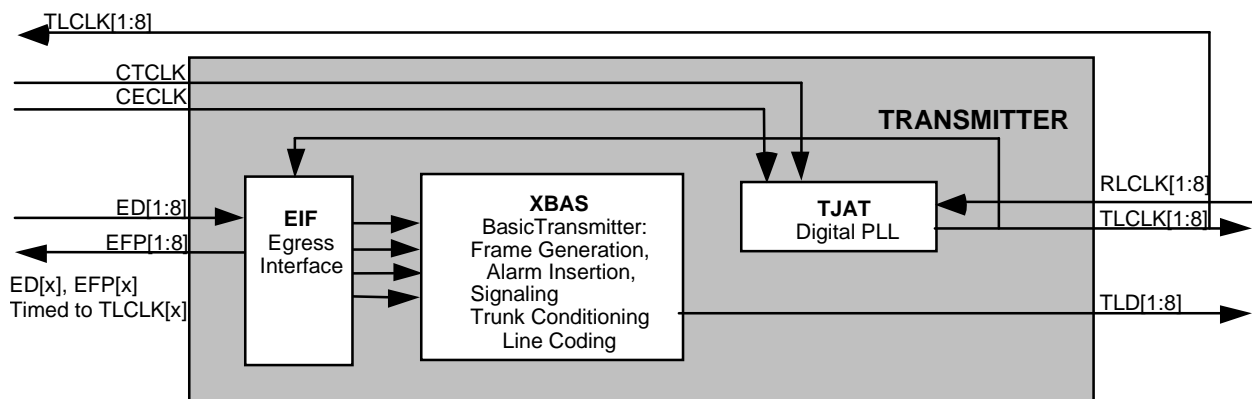 TLCLK[1:8]
CTCLK
CECLK
TRANSMITTER
ED[1:8]
EFP[1:8]
ED[x], EFP[x]
Timed to TLCLK[x]
EIF
Egress
Interface
XBAS
BasicTransmitter:
Frame Generation,
Alarm Insertion,
Signaling
Trunk Conditioning
Line Coding
TJAT
Digital PLL
RLCLK[1:8]
TLCLK[1:8]
TLD[1:8]